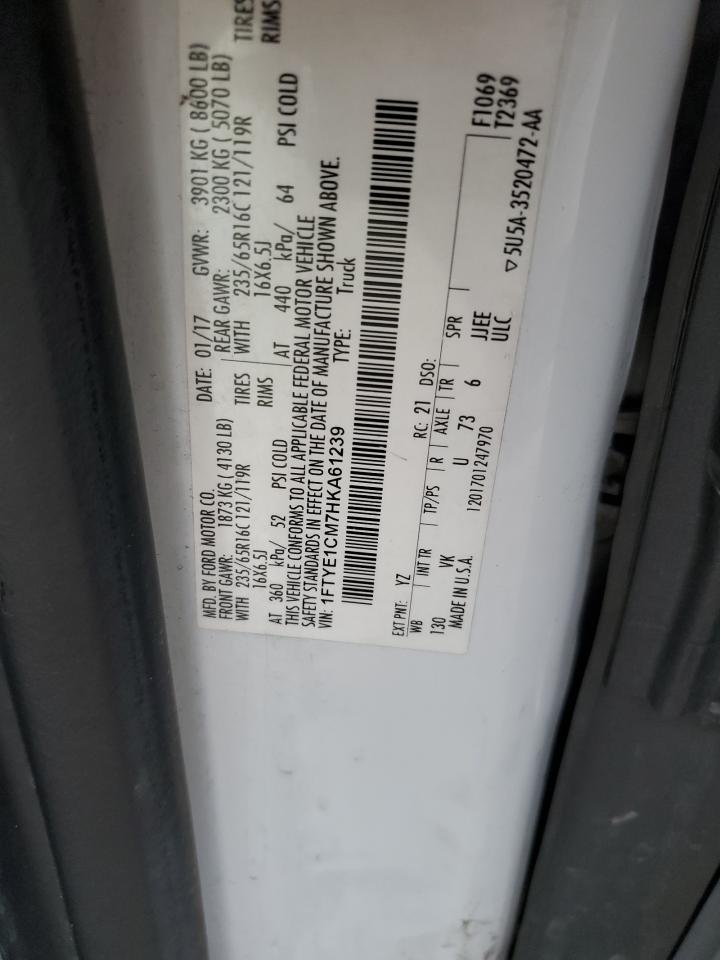 MFD. BY FORD MOTOR CO.
DATE: 01/17 GVWR: 3901 KG ( 8600 LB)
FRONT GAWR: 1873 KG ( 4130 LB) REAR GAWR: 2300 KG ( 5070 LB)
WITH 235/65R16C 121/119R TIRES WITH 235/65R16C 121/119R TIRES
16X6.5J RIMS 16X6.5J RIMS
AT 360 kPa/ 52 PSI COLD AT 440 kPa/ 64 PSI COLD
THIS VEHICLE CONFORMS TO ALL APPLICABLE FEDERAL MOTOR VEHICLE
SAFETY STANDARDS IN EFFECT ON THE DATE OF MANUFACTURE SHOWN ABOVE.
VIN: 1FTYE1CM7HKA61239 TYPE: Truck
EXT PNT: YZ / RC: 21 DSO:
WB INT TR TP/PS R AXLE TR SPR F1069
130 VK U 73 6 JJEE T2369
MADE IN U.S.A. 1201701247970 ULC ▽5U5A-3520472-AA